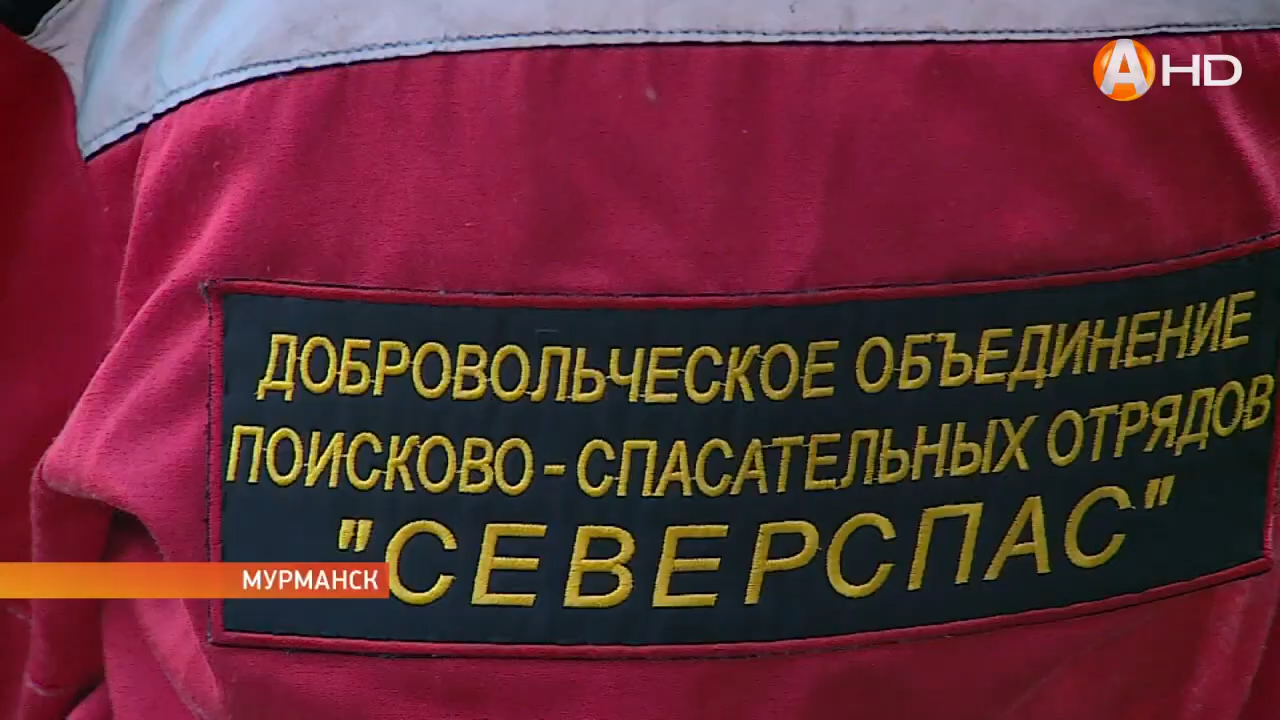 А HD
ДОБРОВОЛЬЧЕСКОЕ ОБЪЕДИНЕНИЕ
ПОИСКОВО - СПАСАТЕЛЬНЫХ ОТРЯДОВ
"СЕВЕРСПАС"
МУРМАНСК